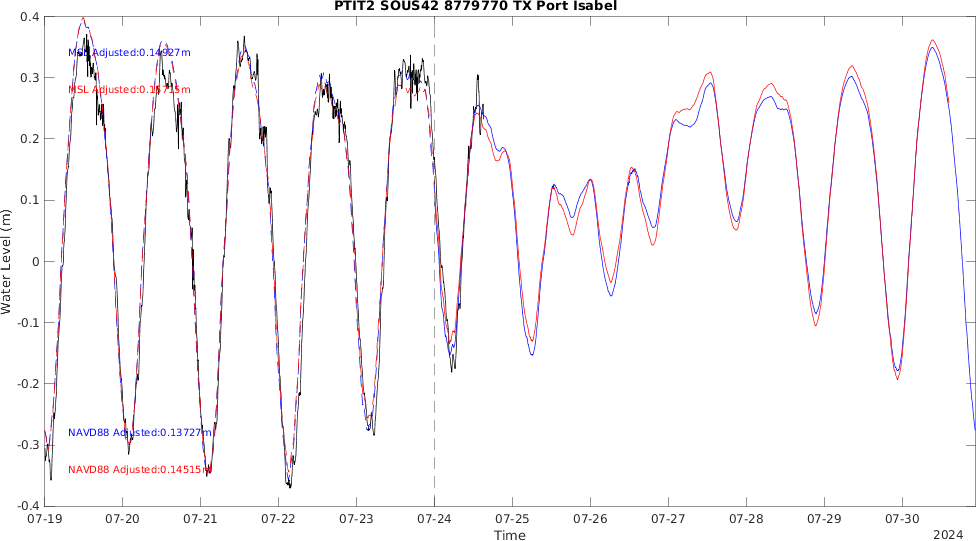 PTIT2 SOUS42 8779770 TX Port Isabel
0.4
MSL Adjusted:0.14927m
0.3
MSL Adjusted:0.15715m
0.2
0.1
Water Level (m)
0
-0.1
-0.2
NAVD88 Adjusted:0.13727m
-0.3
NAVD88 Adjusted:0.14515m
-0.4
07-19 07-20 07-21 07-22 07-23 07-24 07-25 07-26 07-27 07-28 07-29 07-30
Time
2024